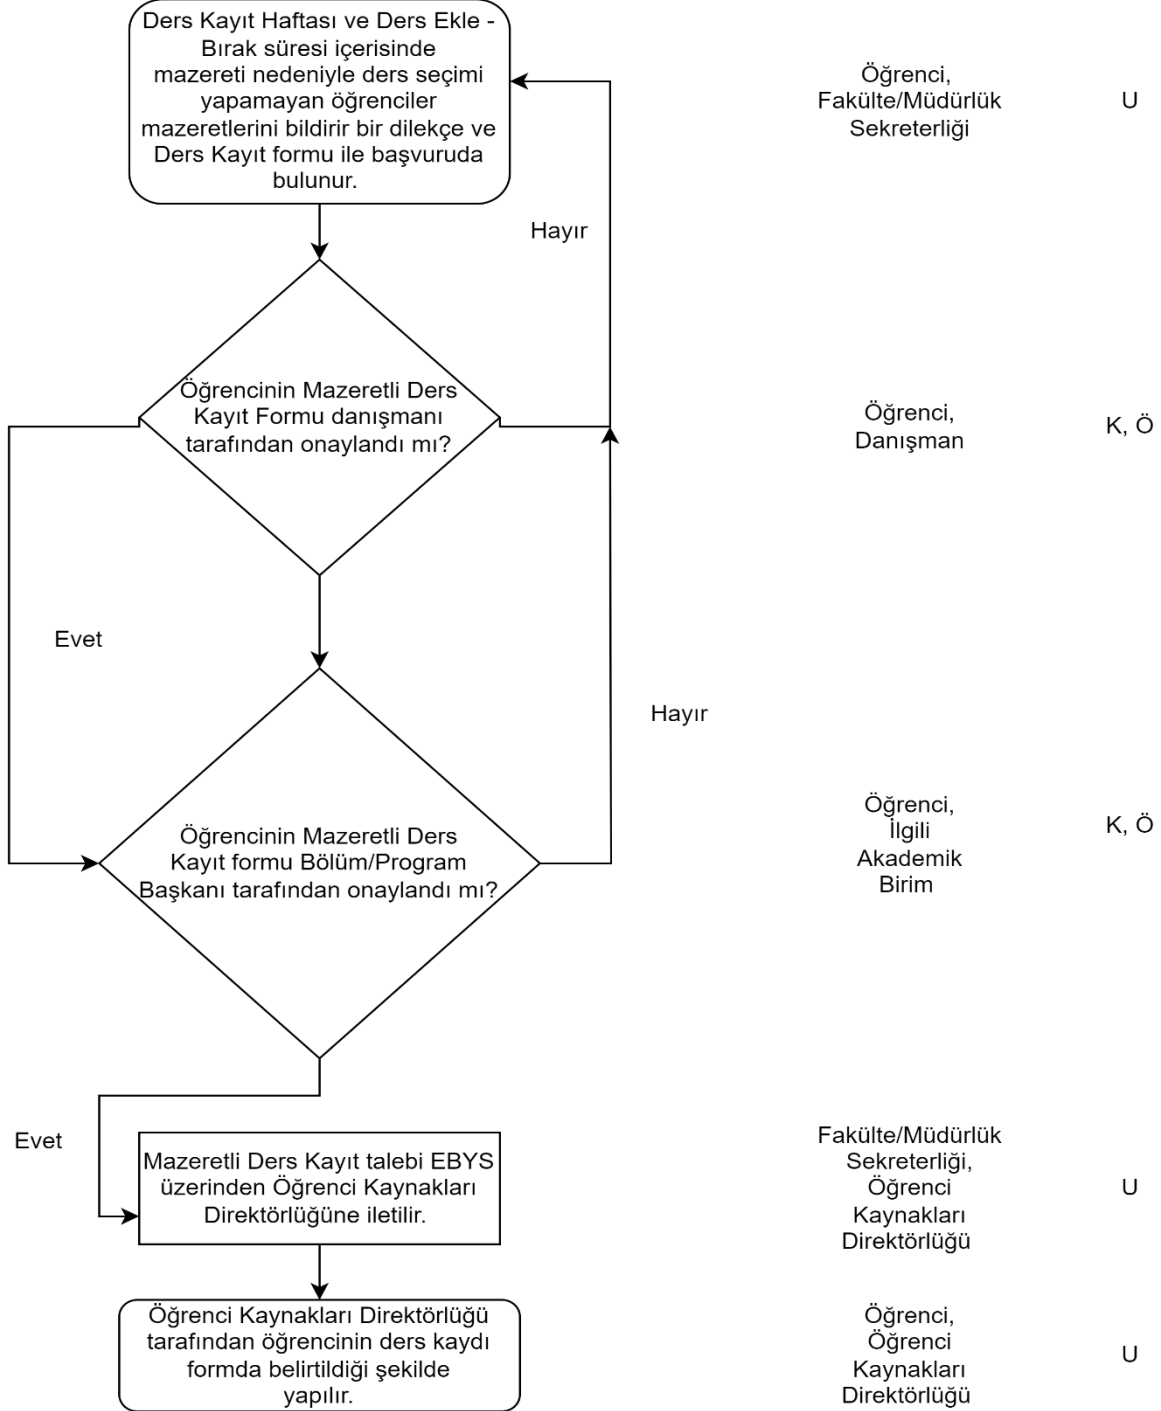 Ders Kayıt Haftası ve Ders Ekle -
Bırak süresi içerisinde
mazereti nedeniyle ders seçimi
yapamayan öğrenciler
mazeretlerini bildirir bir dilekçe ve
Ders Kayıt formu ile başvuruda
bulunur.
Öğrenci,
Fakülte/Müdürlük
Sekreterliği
U
Hayır
Öğrencinin Mazeretli Ders
Kayıt Formu danışmanı
tarafından onaylandı mı?
Öğrenci,
Danışman
K, Ö
Evet
Hayır
Öğrencinin Mazeretli Ders
Kayıt formu Bölüm/Program
Başkanı tarafından onaylandı mı?
Öğrenci,
İlgili
Akademik
Birim
K, Ö
Evet
Mazeretli Ders Kayıt talebi EBYS
üzerinden Öğrenci Kaynakları
Direktörlüğüne iletilir.
Fakülte/Müdürlük
Sekreterliği,
Öğrenci
Kaynakları
Direktörlüğü
U
Öğrenci Kaynakları Direktörlüğü
tarafından öğrencinin ders kaydı
formda belirtildiği şekilde
yapılır.
Öğrenci,
Öğrenci
Kaynakları
Direktörlüğü
U